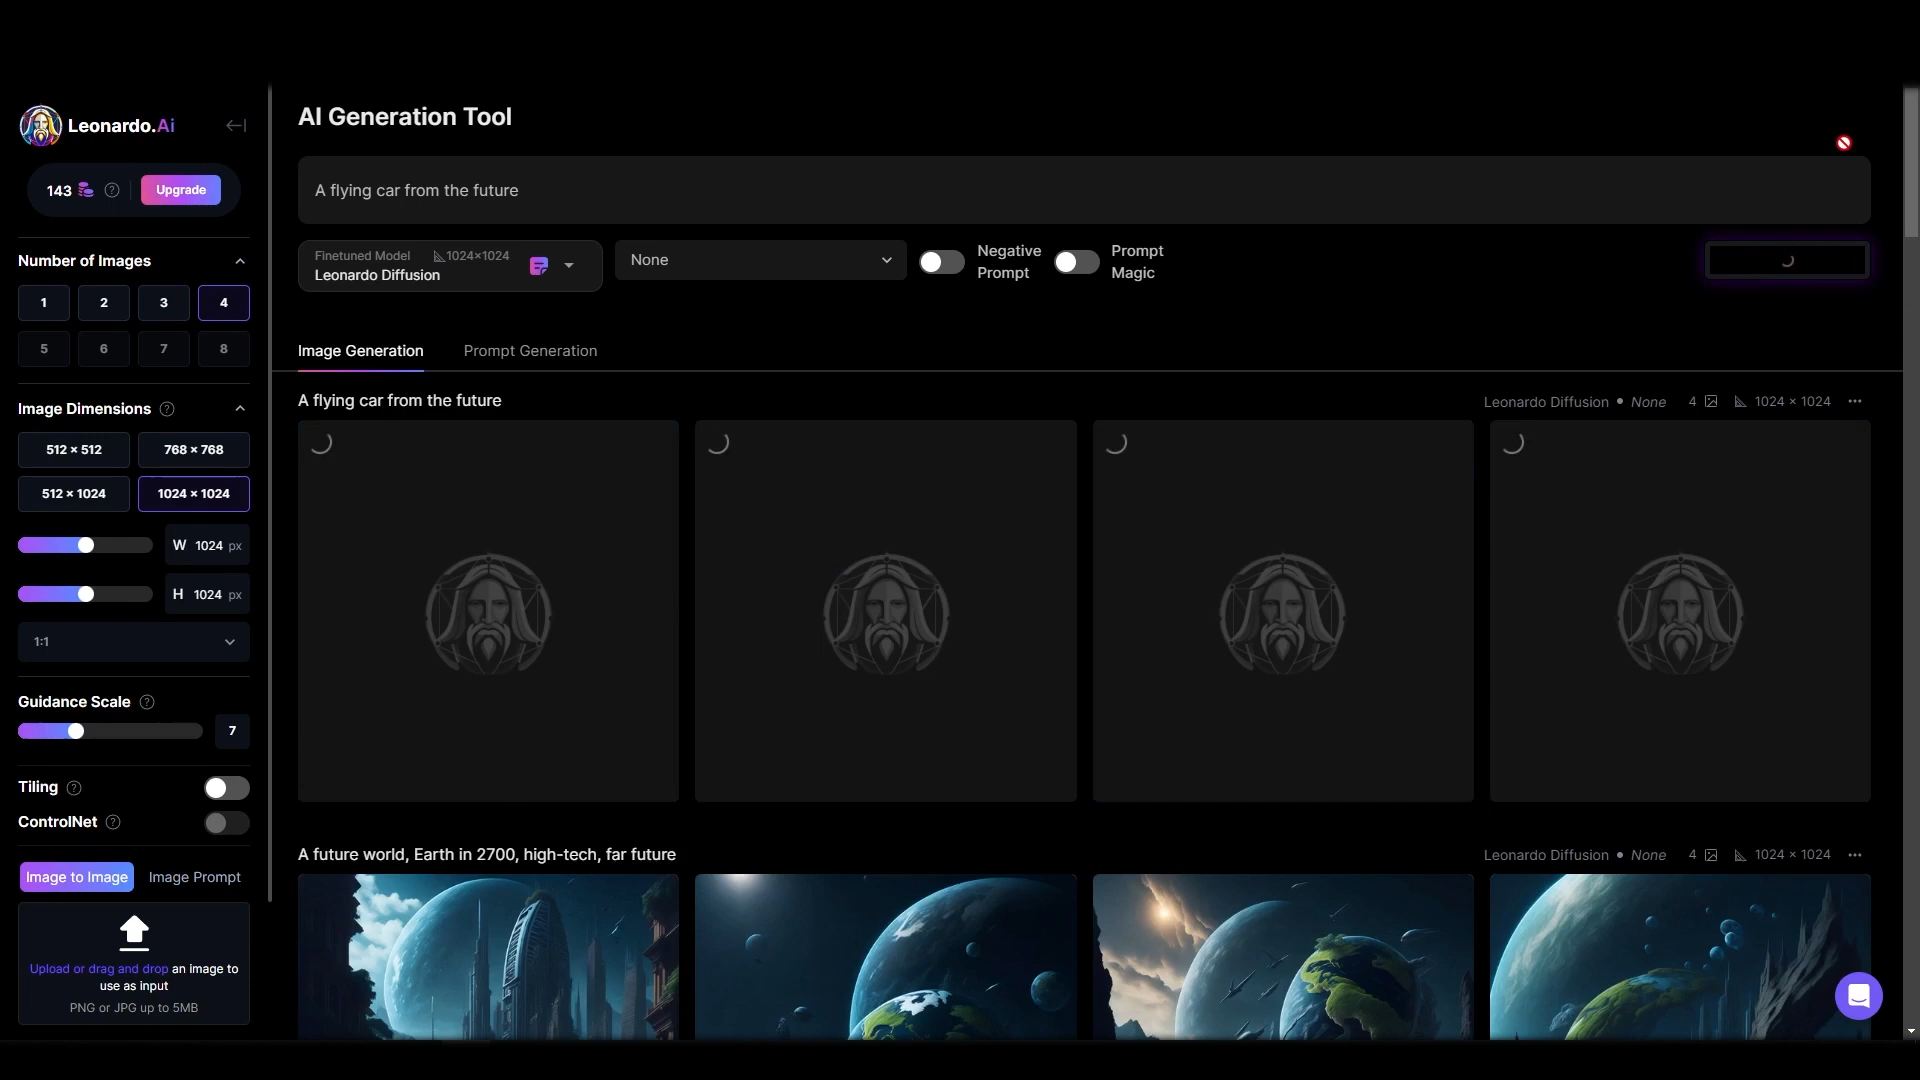 Leonardo.Ai
143
Upgrade
Number of Images
1 2 3 4
5 6 7 8
Image Dimensions
512 × 512 768 × 768
512 × 1024 1024 × 1024
W 1024 px
H 1024 px
1:1
Guidance Scale
7
Tiling
ControlNet
Image to Image Image Prompt
Upload or drag and drop an image to
use as input
PNG or JPG up to 5MB
AI Generation Tool
A flying car from the future
Finetuned Model 1024×1024
Leonardo Diffusion
None
Negative
Prompt
Prompt
Magic
Image Generation Prompt Generation
A flying car from the future
Leonardo Diffusion • None 4 1024 × 1024
A future world, Earth in 2700, high-tech, far future
Leonardo Diffusion • None 4 1024 × 1024